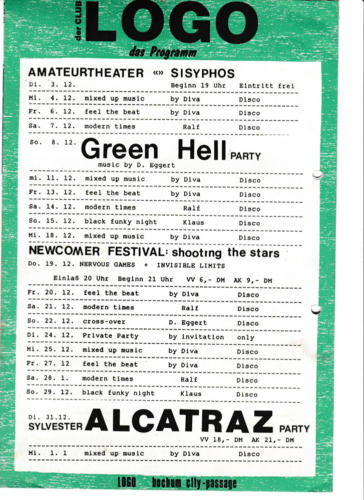 der CLUB LOGO
das Programm
AMATEURTHEATER «» SISYPHOS
Di. 3. 12. Beginn 19 Uhr Eintritt frei
Mi. 4. 12. mixed up music by Diva Disco
Fr. 6. 12. feel the beat by Diva Disco
Sa. 7. 12. modern times Ralf Disco
So. 8. 12. Green Hell PARTY
music by D. Eggert
mi. 11. 12. mixed up music by Diva Disco
Fr. 13. 12. feel the beat by Diva Disco
Sa. 14. 12. modern times Ralf Disco
So. 15. 12. black funky night Klaus Disco
Mi. 18. 12. mixed up music by Diva Disco
NEWCOMER FESTIVAL: shooting the stars
Do. 19. 12. NERVOUS GAMES + INVISIBLE LIMITS
Einlaß 20 Uhr Beginn 21 Uhr VV 6,- DM AK 9,- DM
Fr. 20. 12. feel the beat by Diva Disco
Sa. 21. 12. modern times Ralf Disco
So. 22. 12. cross-over D. Eggert Disco
Di. 24. 12. Private Party by invitation only
Mi. 25. 12. mixed up music by Diva Disco
Fr. 27. 12 feel the beat by Diva Disco
Sa. 28. 1. modern times Ralf Disco
So. 29. 12. black funky night Klaus Disco
Di. 31.12.
SYLVESTER ALCATRAZ PARTY
VV 18,- DM AK 21,- DM
Mi. 1. 1 mixed up music by Diva Disco
LOGO bochum city-passage